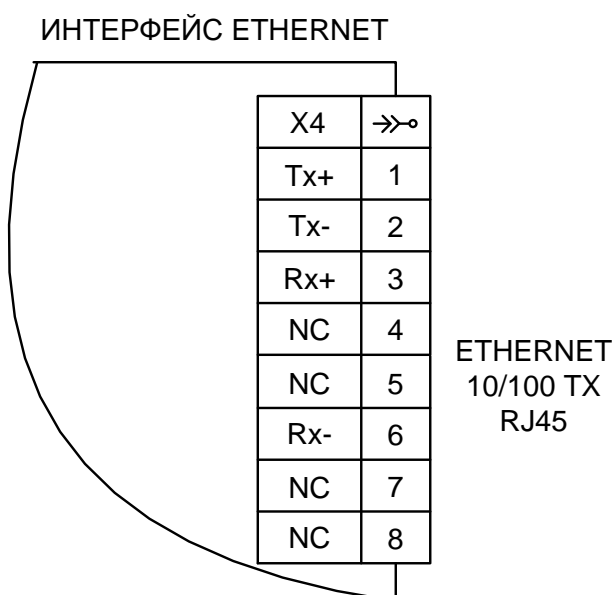 ИНТЕРФЕЙС ETHERNET
X4
Tx+ 1
Tx- 2
Rx+ 3
NC 4
NC 5
Rx- 6
NC 7
NC 8
ETHERNET
10/100 TX
RJ45